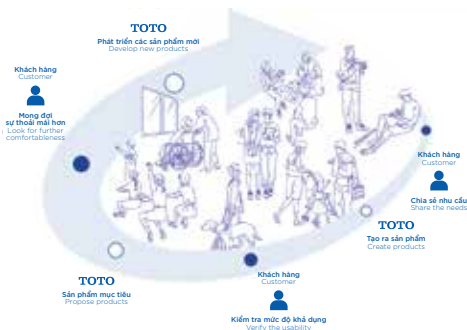 TOTO
Phát triển các sản phẩm mới
Develop new products
Khách hàng
Customer
Mong đợi
sự thoải mái hơn
Look for further
comfortableness
Khách hàng
Customer
Chia sẻ nhu cầu
Share the needs
TOTO
Tạo ra sản phẩm
Create products
TOTO
Sản phẩm mục tiêu
Propose products
Khách hàng
Customer
Kiểm tra mức độ khả dụng
Verify the usability